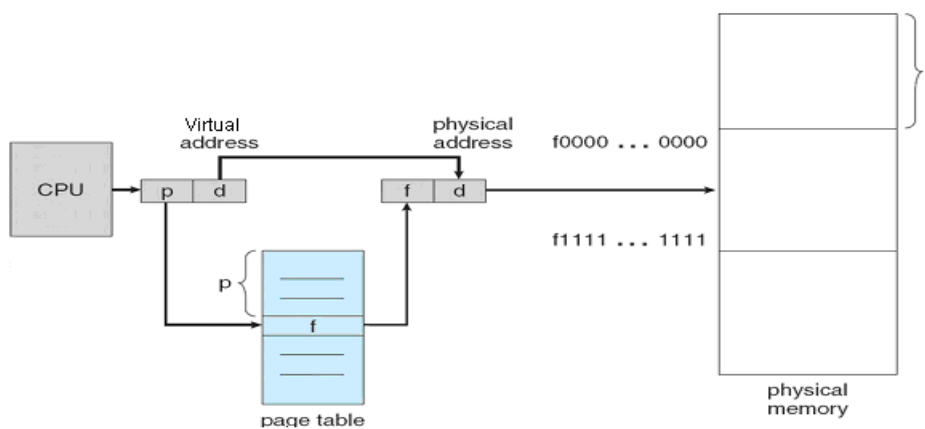 Virtual
address
physical
address
f0000 ... 0000
CPU
p
d
f
d
f1111 ... 1111
p
f
page table
physical
memory